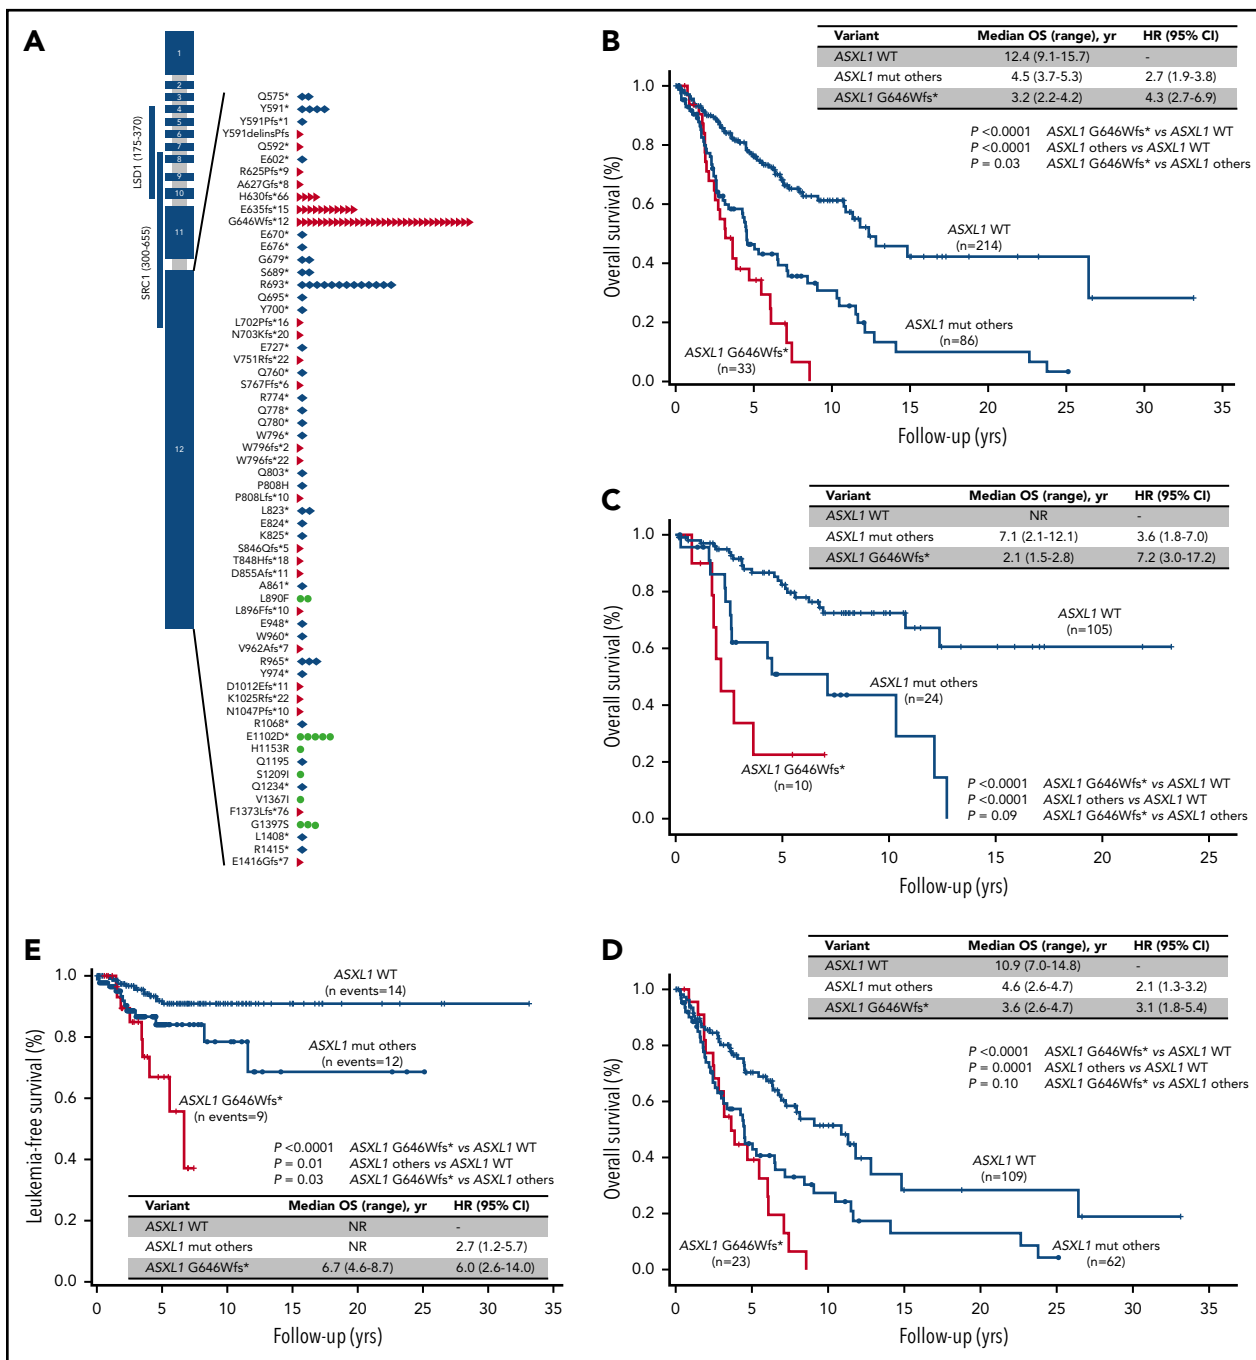 A
1
2
3
4
5
6
7
8
9
10
11
12
LSD1 (175-370)
SRC1 (300-655)
Q575*
Y591*
Y591Pfs*1
Y591delinsPfs
Q592*
E602*
R625Pfs*9
A627Gfs*8
H630fs*66
E635fs*15
G646Wfs*12
E670*
E676*
G679*
S689*
R693*
Q695*
Y700*
L702Pfs*16
N703Kfs*20
E727*
V751Rfs*22
Q760*
S767Ffs*6
R774*
Q778*
Q780*
W796*
W796fs*2
W796fs*22
Q803*
P808H
P808Lfs*10
L823*
E824*
K825*
S846Qfs*5
T848Hfs*18
D855Afs*11
A861*
L890F
L896Ffs*10
E948*
W960*
V962Afs*7
R965*
Y974*
D1012Efs*11
K1025Rfs*22
N1047Pfs*10
R1068*
E1102D*
H1153R
Q1195
S1209I
Q1234*
V1367I
F1373Lfs*76
G1397S
L1408*
R1415*
E1416Gfs*7
B
Variant Median OS (range), yr HR (95% CI)
ASXL1 WT 12.4 (9.1-15.7) -
ASXL1 mut others 4.5 (3.7-5.3) 2.7 (1.9-3.8)
ASXL1 G646Wfs* 3.2 (2.2-4.2) 4.3 (2.7-6.9)
P <0.0001 ASXL1 G646Wfs* vs ASXL1 WT
P <0.0001 ASXL1 others vs ASXL1 WT
P = 0.03 ASXL1 G646Wfs* vs ASXL1 others
Overall survival (%)
1.0
0.8
0.6
0.4
0.2
0.0
ASXL1 WT
(n=214)
ASXL1 mut others
(n=86)
ASXL1 G646Wfs*
(n=33)
0 5 10 15 20 25 30 35
Follow-up (yrs)
C
Variant Median OS (range), yr HR (95% CI)
ASXL1 WT NR -
ASXL1 mut others 7.1 (2.1-12.1) 3.6 (1.8-7.0)
ASXL1 G646Wfs* 2.1 (1.5-2.8) 7.2 (3.0-17.2)
Overall survival (%)
1.0
0.8
0.6
0.4
0.2
0.0
ASXL1 WT
(n=105)
ASXL1 mut others
(n=24)
ASXL1 G646Wfs*
(n=10)
P <0.0001 ASXL1 G646Wfs* vs ASXL1 WT
P <0.0001 ASXL1 others vs ASXL1 WT
P = 0.09 ASXL1 G646Wfs* vs ASXL1 others
0 5 10 15 20 25
Follow-up (yrs)
E
Leukemia-free survival (%)
1.0
0.8
0.6
0.4
0.2
0.0
ASXL1 WT
(n events=14)
ASXL1 mut others
(n events=12)
ASXL1 G646Wfs*
(n events=9)
P <0.0001 ASXL1 G646Wfs* vs ASXL1 WT
P = 0.01 ASXL1 others vs ASXL1 WT
P = 0.03 ASXL1 G646Wfs* vs ASXL1 others
Variant Median OS (range), yr HR (95% CI)
ASXL1 WT NR -
ASXL1 mut others NR 2.7 (1.2-5.7)
ASXL1 G646Wfs* 6.7 (4.6-8.7) 6.0 (2.6-14.0)
0 5 10 15 20 25 30 35
Follow-up (yrs)
D
Variant Median OS (range), yr HR (95% CI)
ASXL1 WT 10.9 (7.0-14.8) -
ASXL1 mut others 4.6 (2.6-4.7) 2.1 (1.3-3.2)
ASXL1 G646Wfs* 3.6 (2.6-4.7) 3.1 (1.8-5.4)
P <0.0001 ASXL1 G646Wfs* vs ASXL1 WT
P = 0.0001 ASXL1 others vs ASXL1 WT
P = 0.10 ASXL1 G646Wfs* vs ASXL1 others
Overall survival (%)
1.0
0.8
0.6
0.4
0.2
0.0
ASXL1 WT
(n=109)
ASXL1 G646Wfs*
(n=23)
ASXL1 mut others
(n=62)
0 5 10 15 20 25 30 35
Follow-up (yrs)